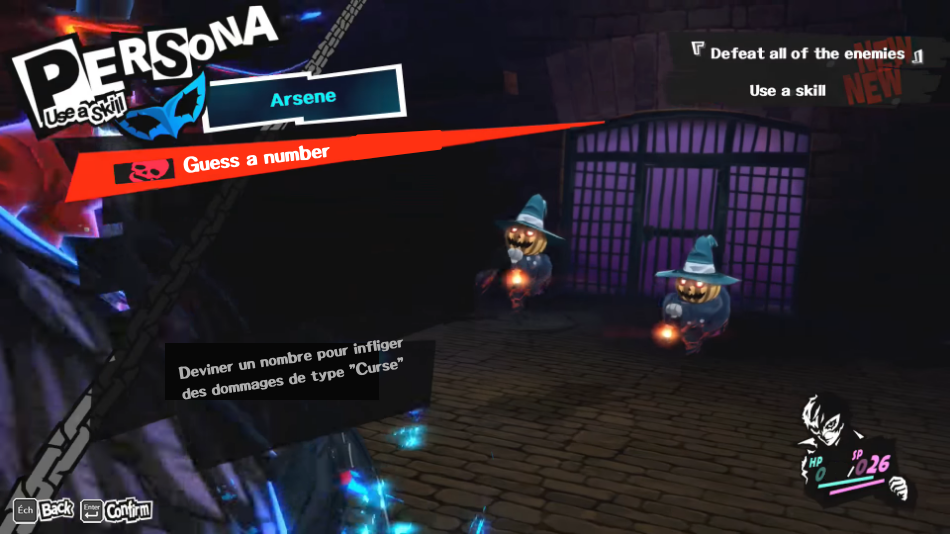 PERSONA
Use a Skill
Arsene
Guess a number
『Defeat all of the enemies』
NEW
Use a skill
NEW
Deviner un nombre pour infliger
des dommages de type "Curse"
HP
0
SP
026
Éch Back
Enter Confirm